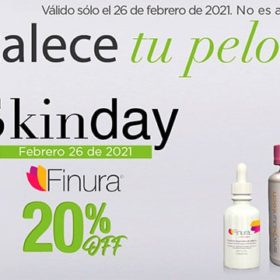 Válido sólo el 26 de febrero de 2021. No es a
alece tu pelo
Skinday
Febrero 26 de 2021
Finura®
20% OFF